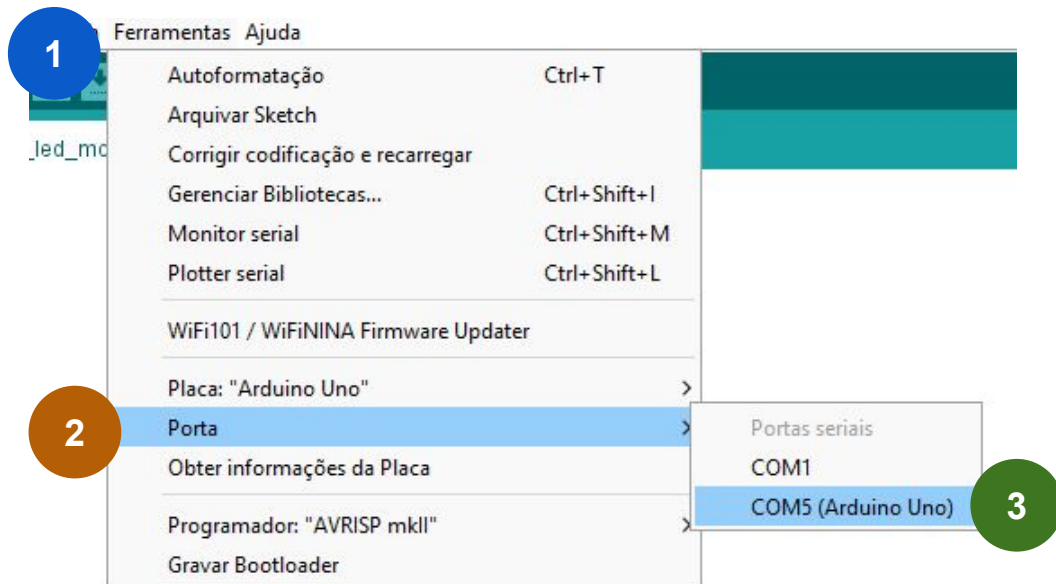 1
Ferramentas Ajuda
_led_mo
Autoformatação Ctrl+T
Arquivar Sketch
Corrigir codificação e recarregar
Gerenciar Bibliotecas... Ctrl+Shift+I
Monitor serial Ctrl+Shift+M
Plotter serial Ctrl+Shift+L
WiFi101 / WiFiNINA Firmware Updater
Placa: "Arduino Uno"
2
Porta
Portas seriais
Obter informações da Placa
COM1
COM5 (Arduino Uno)
3
Programador: "AVRISP mkII"
Gravar Bootloader